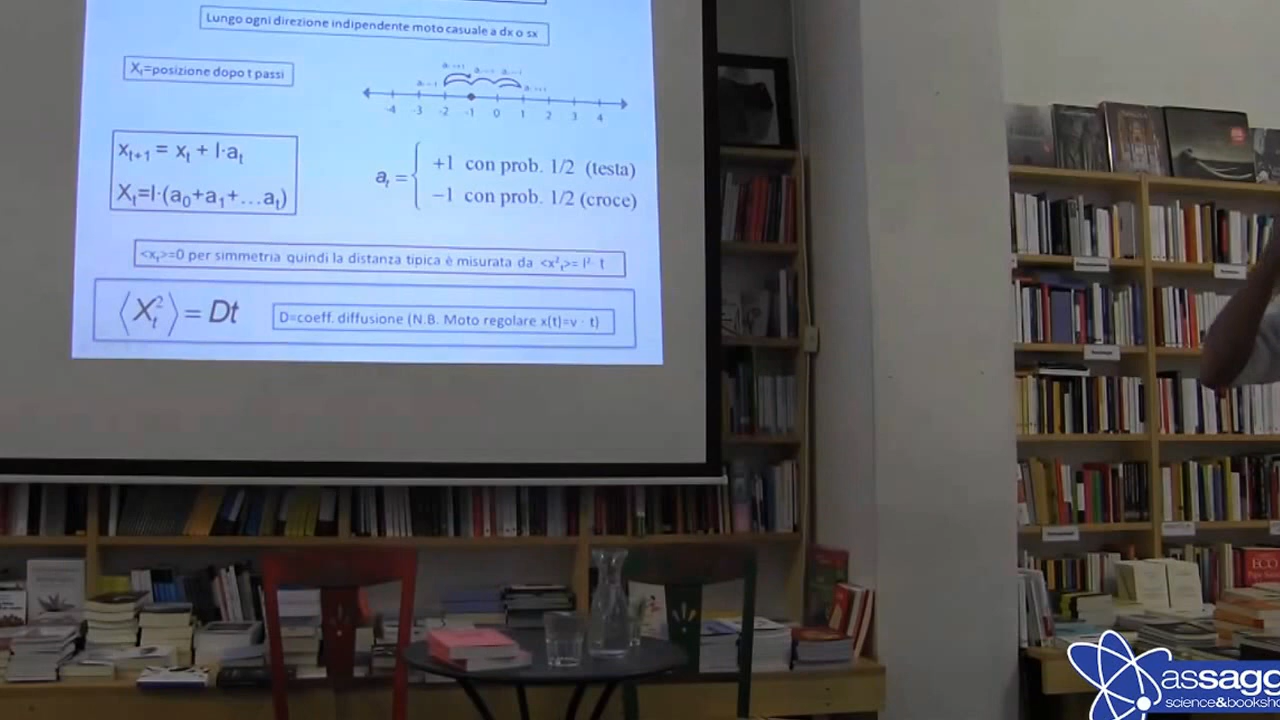 Lungo ogni direzione indipendente moto casuale a dx o sx
Xₜ=posizione dopo t passi
-4 -3 -2 -1 0 1 2 3 4
xₜ₊₁ = xₜ + l·aₜ
Xₜ=l·(a₀+a₁+…aₜ)
aₜ = { +1 con prob. 1/2 (testa)
−1 con prob. 1/2 (croce)
<xₜ>=0 per simmetria quindi la distanza tipica è misurata da <x²ₜ>= l² t
⟨Xₜ²⟩ = Dt
D=coeff. diffusione (N.B. Moto regolare x(t)=v · t)
ECO
assagg
science&booksh